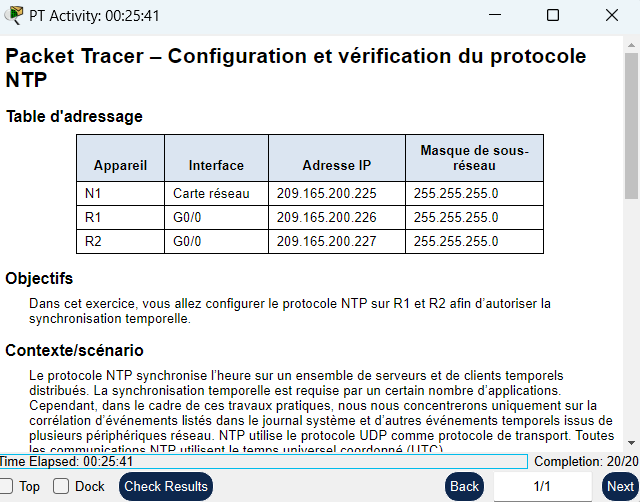 PT Activity: 00:25:41
Packet Tracer – Configuration et vérification du protocole
NTP
Table d'adressage
Appareil Interface Adresse IP Masque de sous-réseau
N1 Carte réseau 209.165.200.225 255.255.255.0
R1 G0/0 209.165.200.226 255.255.255.0
R2 G0/0 209.165.200.227 255.255.255.0
Objectifs
Dans cet exercice, vous allez configurer le protocole NTP sur R1 et R2 afin d'autoriser la
synchronisation temporelle.
Contexte/scénario
Le protocole NTP synchronise l'heure sur un ensemble de serveurs et de clients temporels
distribués. La synchronisation temporelle est requise par un certain nombre d'applications.
Cependant, dans le cadre de ces travaux pratiques, nous nous concentrerons uniquement sur la
corrélation d'événements listés dans le journal système et d'autres événements temporels issus de
plusieurs périphériques réseau. NTP utilise le protocole UDP comme protocole de transport. Toutes
les communications NTP utilisent le temps universel coordonné (UTC).
Time Elapsed: 00:25:41 Completion: 20/20
Top Dock Check Results Back 1/1 Next